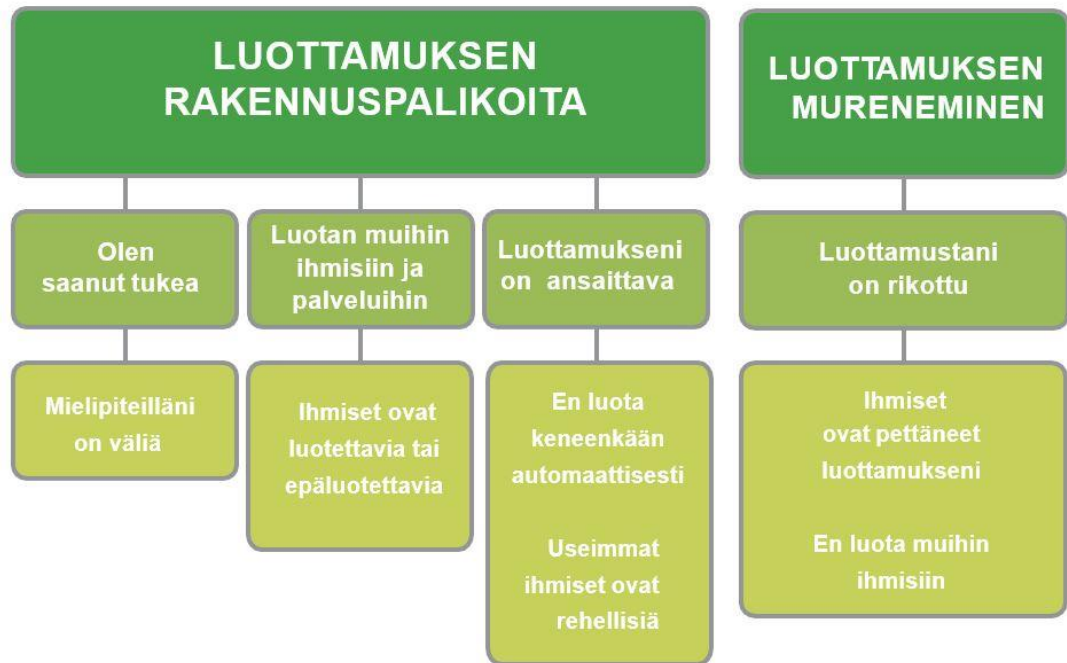 LUOTTAMUKSEN
RAKENNUSPALIKOITA
LUOTTAMUKSEN
MURENEMINEN
Olen
saanut tukea
Luotan muihin
ihmisiin ja
palveluihin
Luottamukseni
on ansaittava
Luottamustani
on rikottu
Mielipiteilläni
on väliä
Ihmiset ovat
luotettavia tai
epäluotettavia
En luota
keneenkään
automaattisesti
Useimmat
ihmiset ovat
rehellisiä
Ihmiset
ovat pettäneet
luottamukseni
En luota muihin
ihmisiin